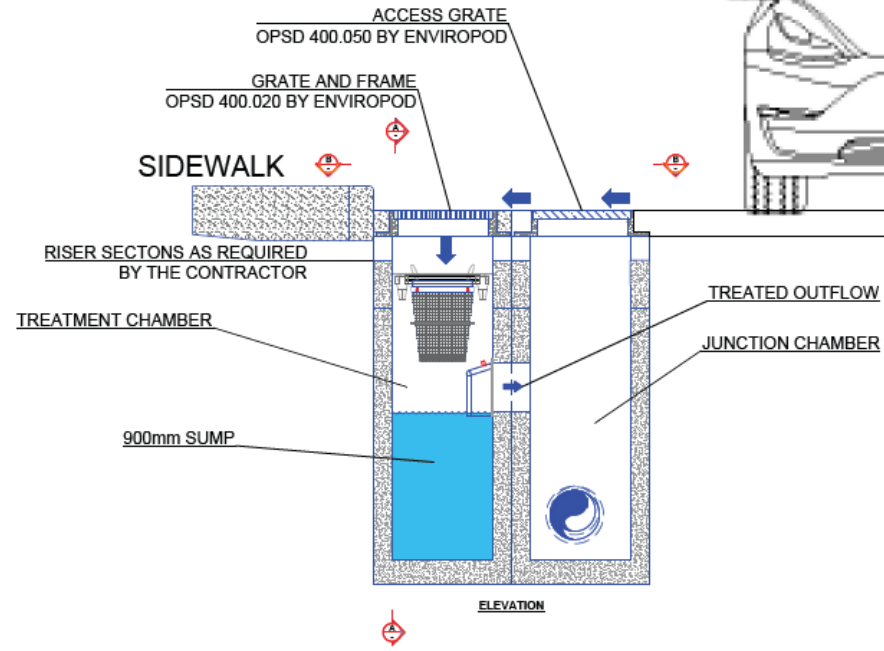 ACCESS GRATE
OPSD 400.050 BY ENVIROPOD
GRATE AND FRAME
OPSD 400.020 BY ENVIROPOD
A
-
SIDEWALK
B
-
B
-
RISER SECTONS AS REQUIRED
BY THE CONTRACTOR
TREATED OUTFLOW
TREATMENT CHAMBER
JUNCTION CHAMBER
900mm SUMP
ELEVATION
A
-